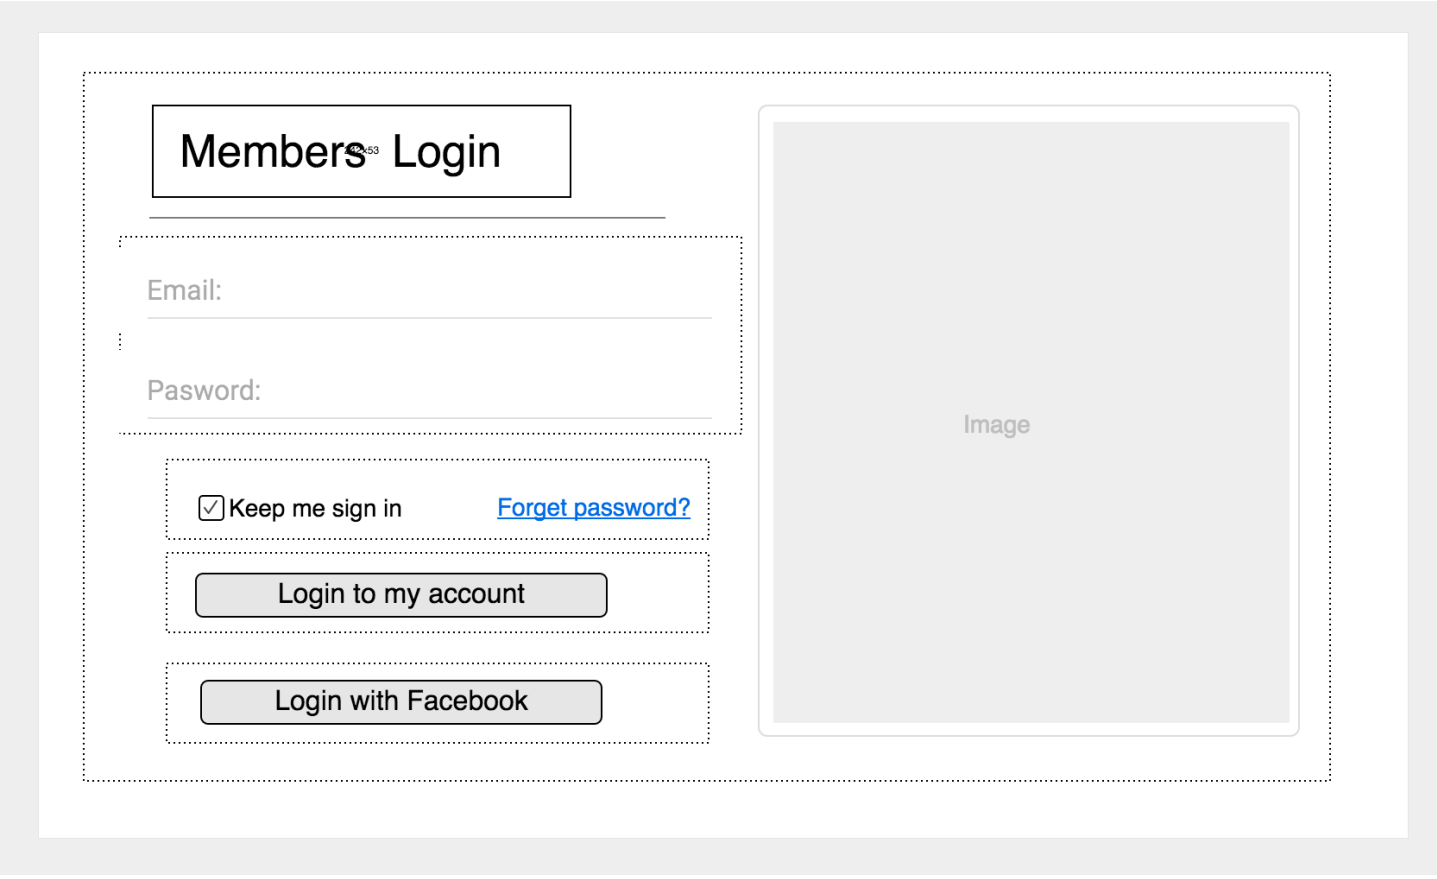 Members Login
Email:
Pasword:
Keep me sign in
Forget password?
Login to my account
Login with Facebook
Image